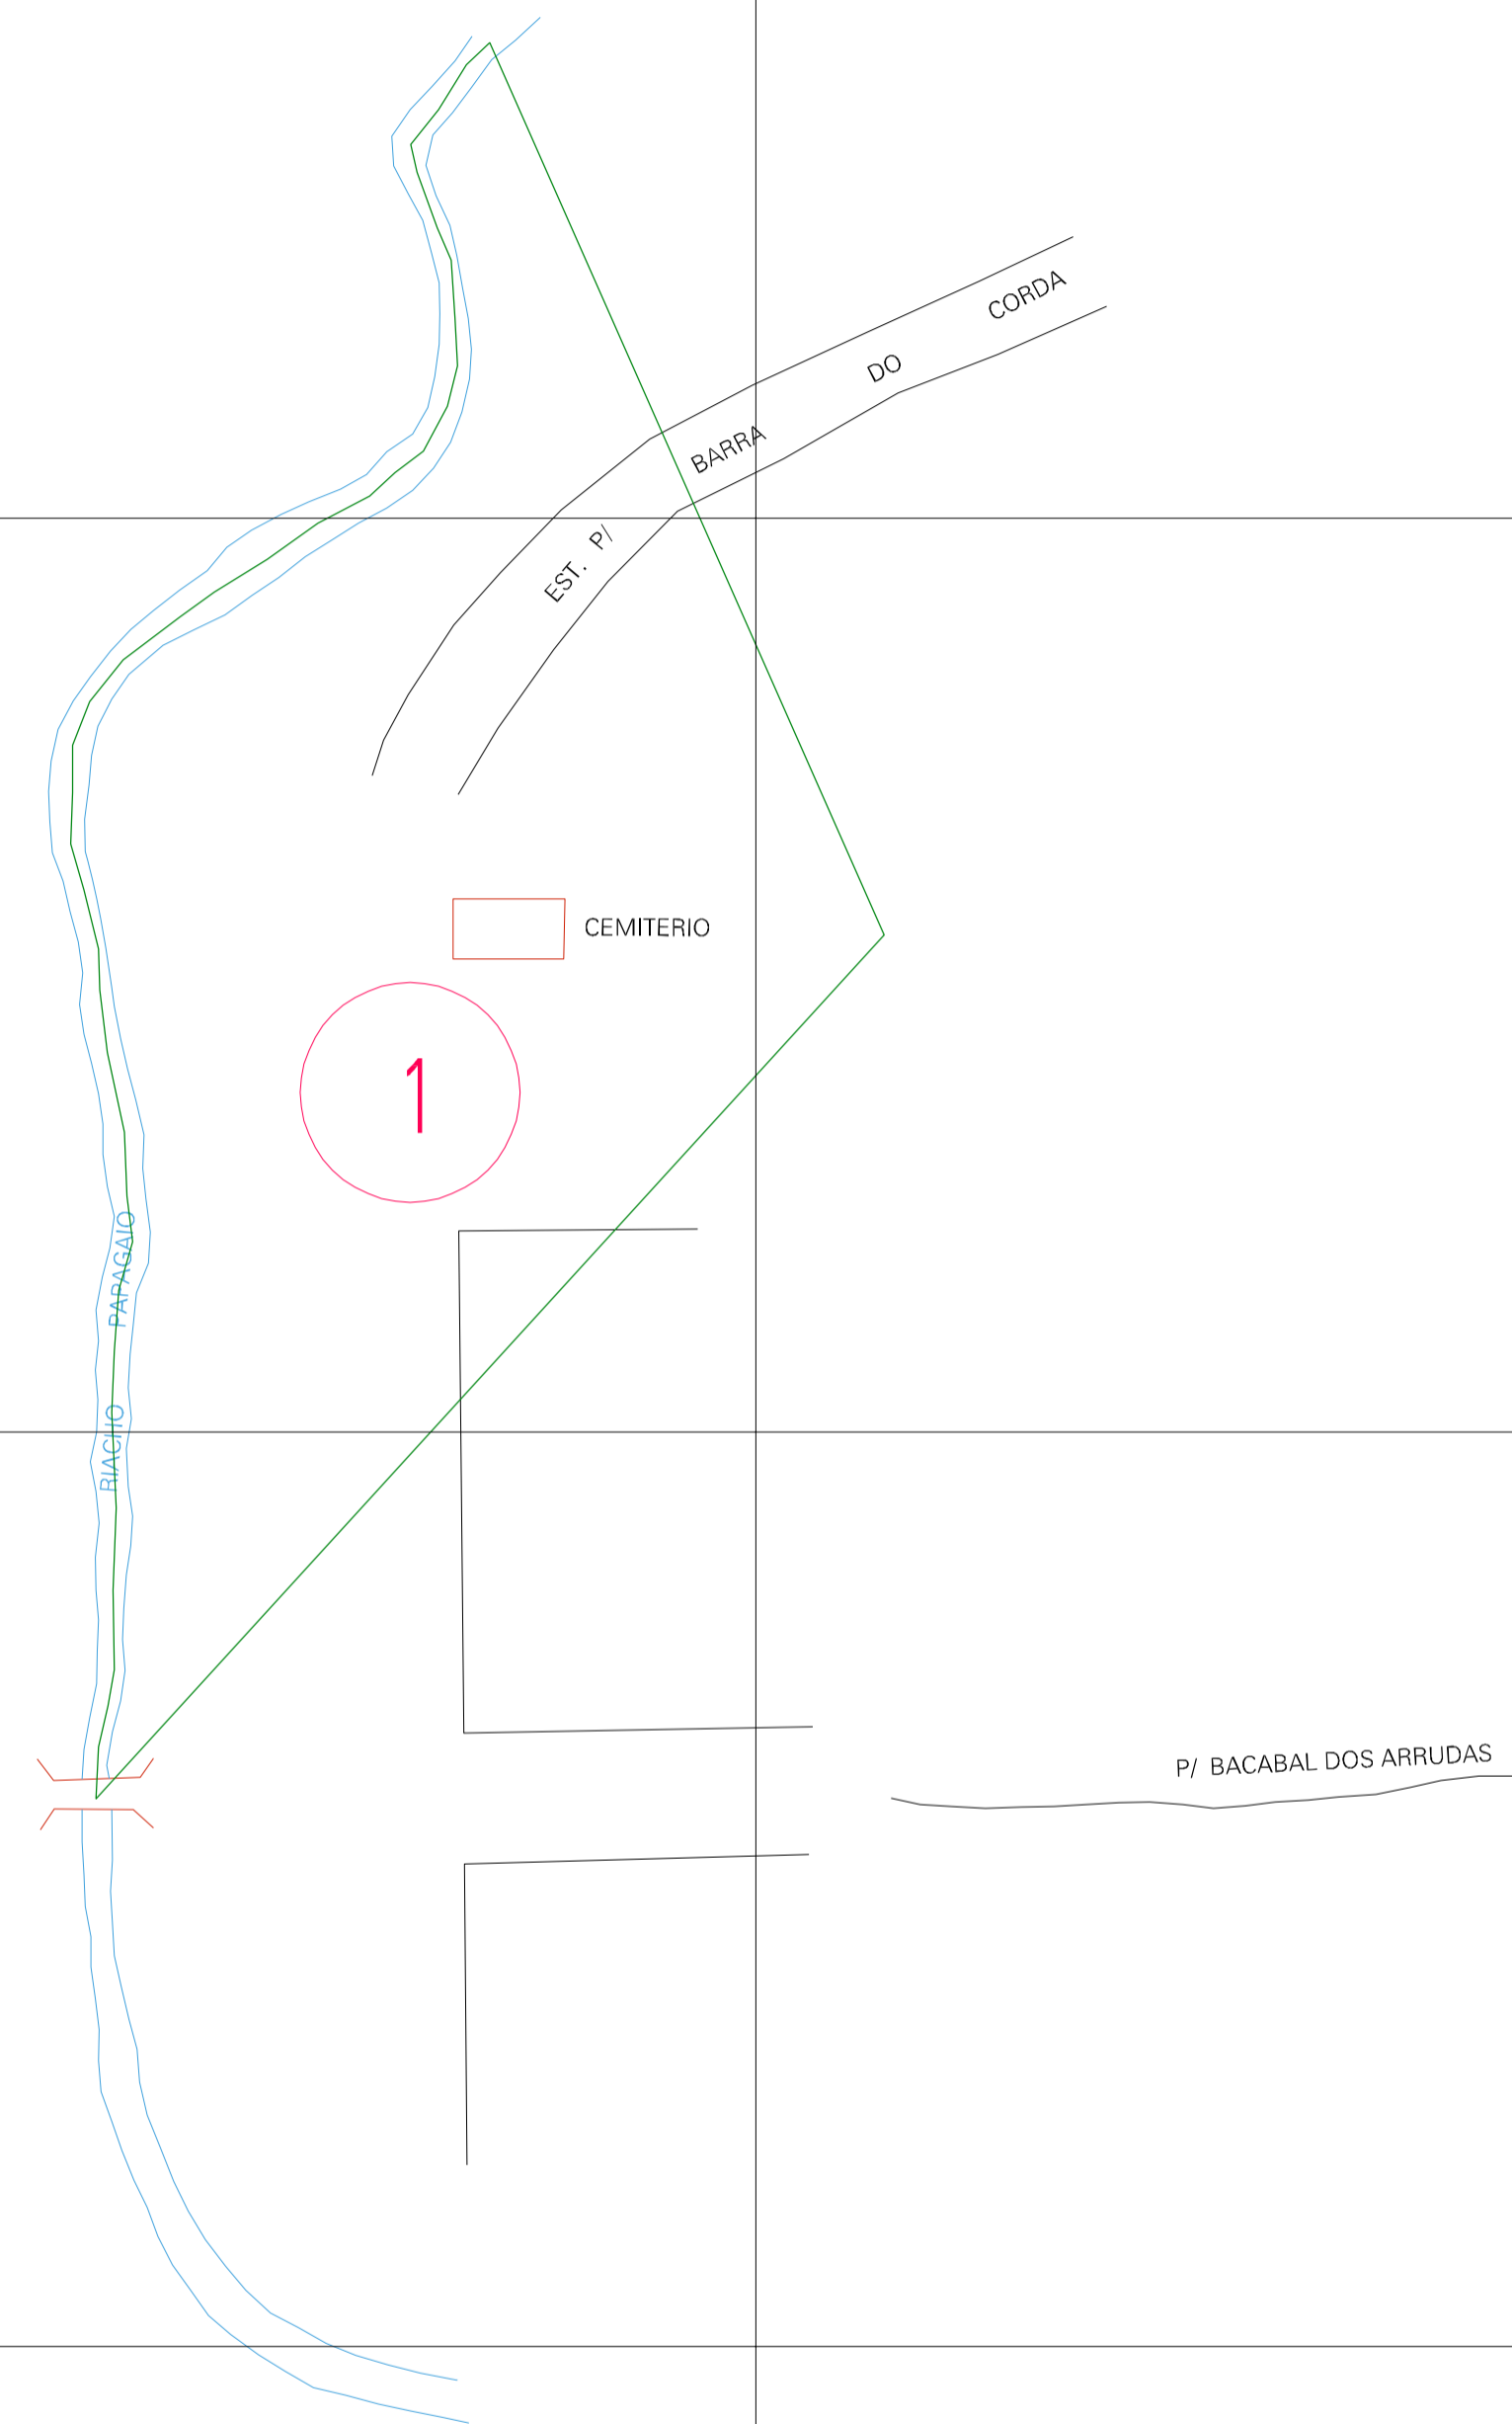 EST. P/ BARRA DO CORDA
CEMITERIO
1
RIACHO PAPAGAIO
P/ BACABAL DOS ARRUDAS